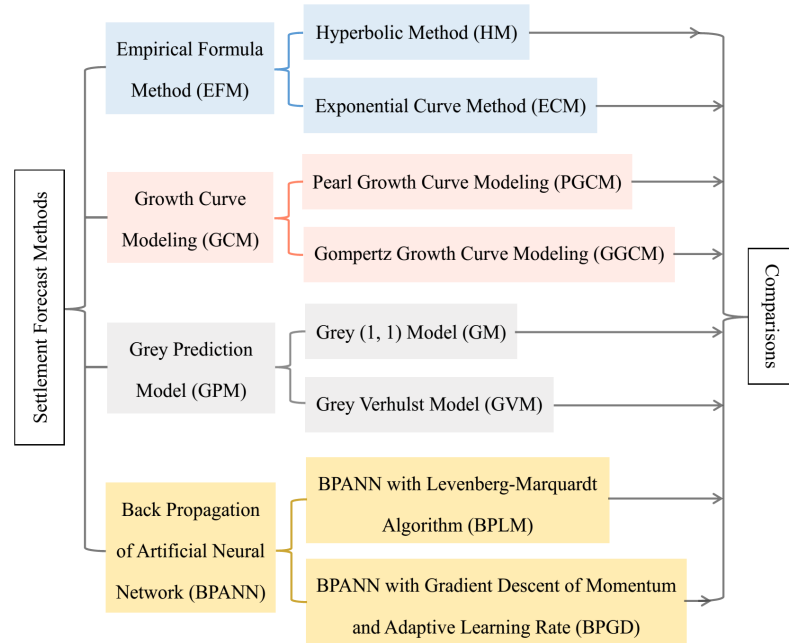 Settlement Forecast Methods
Empirical Formula
Method (EFM)
Hyperbolic Method (HM)
Exponential Curve Method (ECM)
Growth Curve
Modeling (GCM)
Pearl Growth Curve Modeling (PGCM)
Gompertz Growth Curve Modeling (GGCM)
Grey Prediction
Model (GPM)
Grey (1, 1) Model (GM)
Grey Verhulst Model (GVM)
Back Propagation
of Artificial Neural
Network (BPANN)
BPANN with Levenberg-Marquardt
Algorithm (BPLM)
BPANN with Gradient Descent of Momentum
and Adaptive Learning Rate (BPGD)
Comparisons